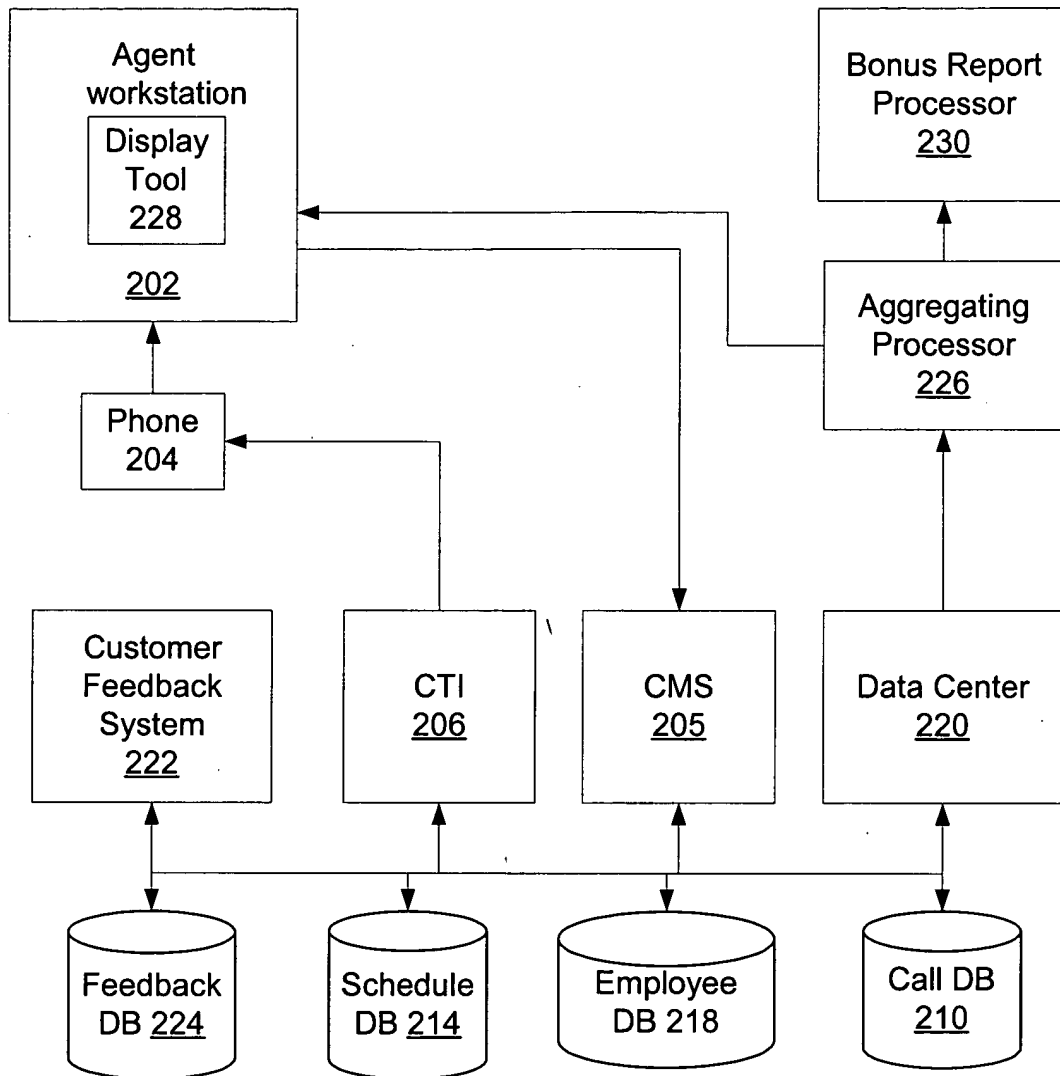 Agent
workstation
Display
Tool
228
202
Bonus Report
Processor
230
Aggregating
Processor
226
Phone
204
Customer
Feedback
System
222
CTI
206
CMS
205
Data Center
220
Feedback
DB 224
Schedule
DB 214
Employee
DB 218
Call DB
210